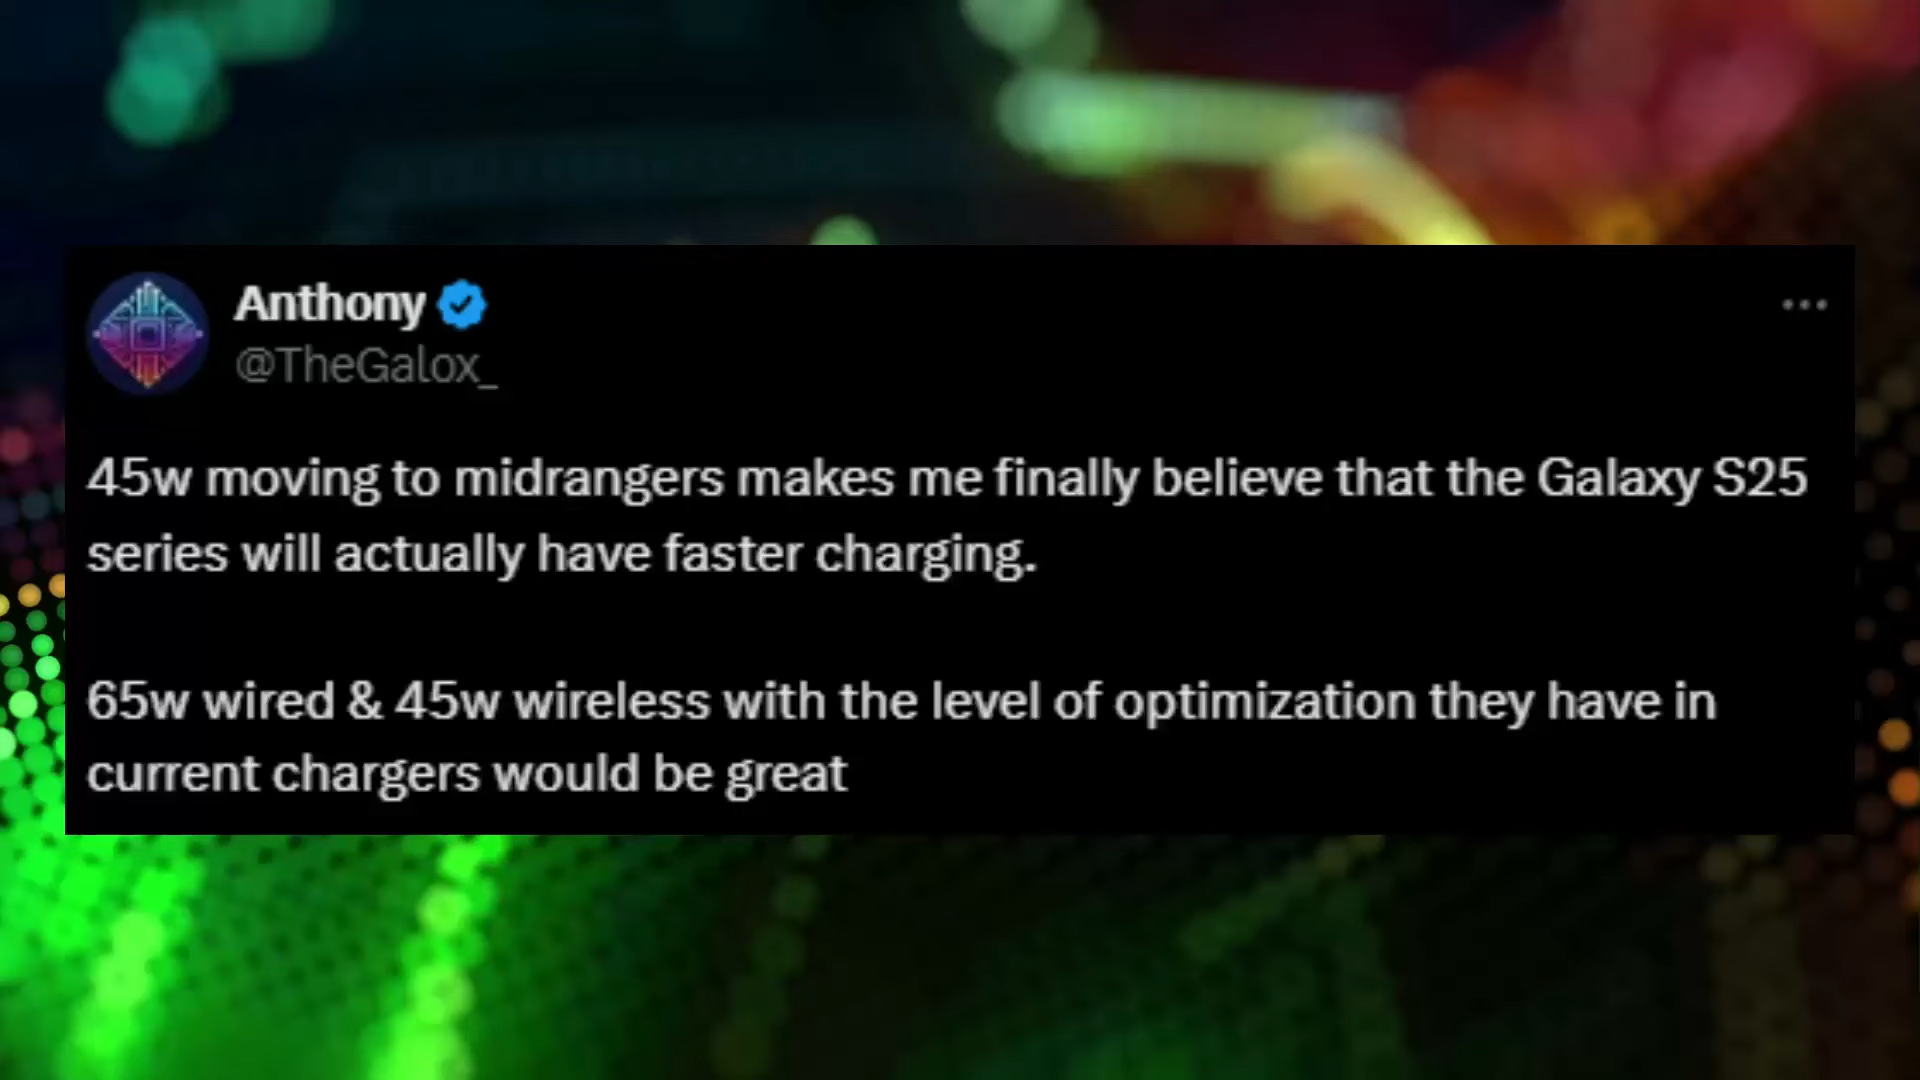 Anthony
@TheGalox_
45w moving to midrangers makes me finally believe that the Galaxy S25
series will actually have faster charging.
65w wired & 45w wireless with the level of optimization they have in
current chargers would be great